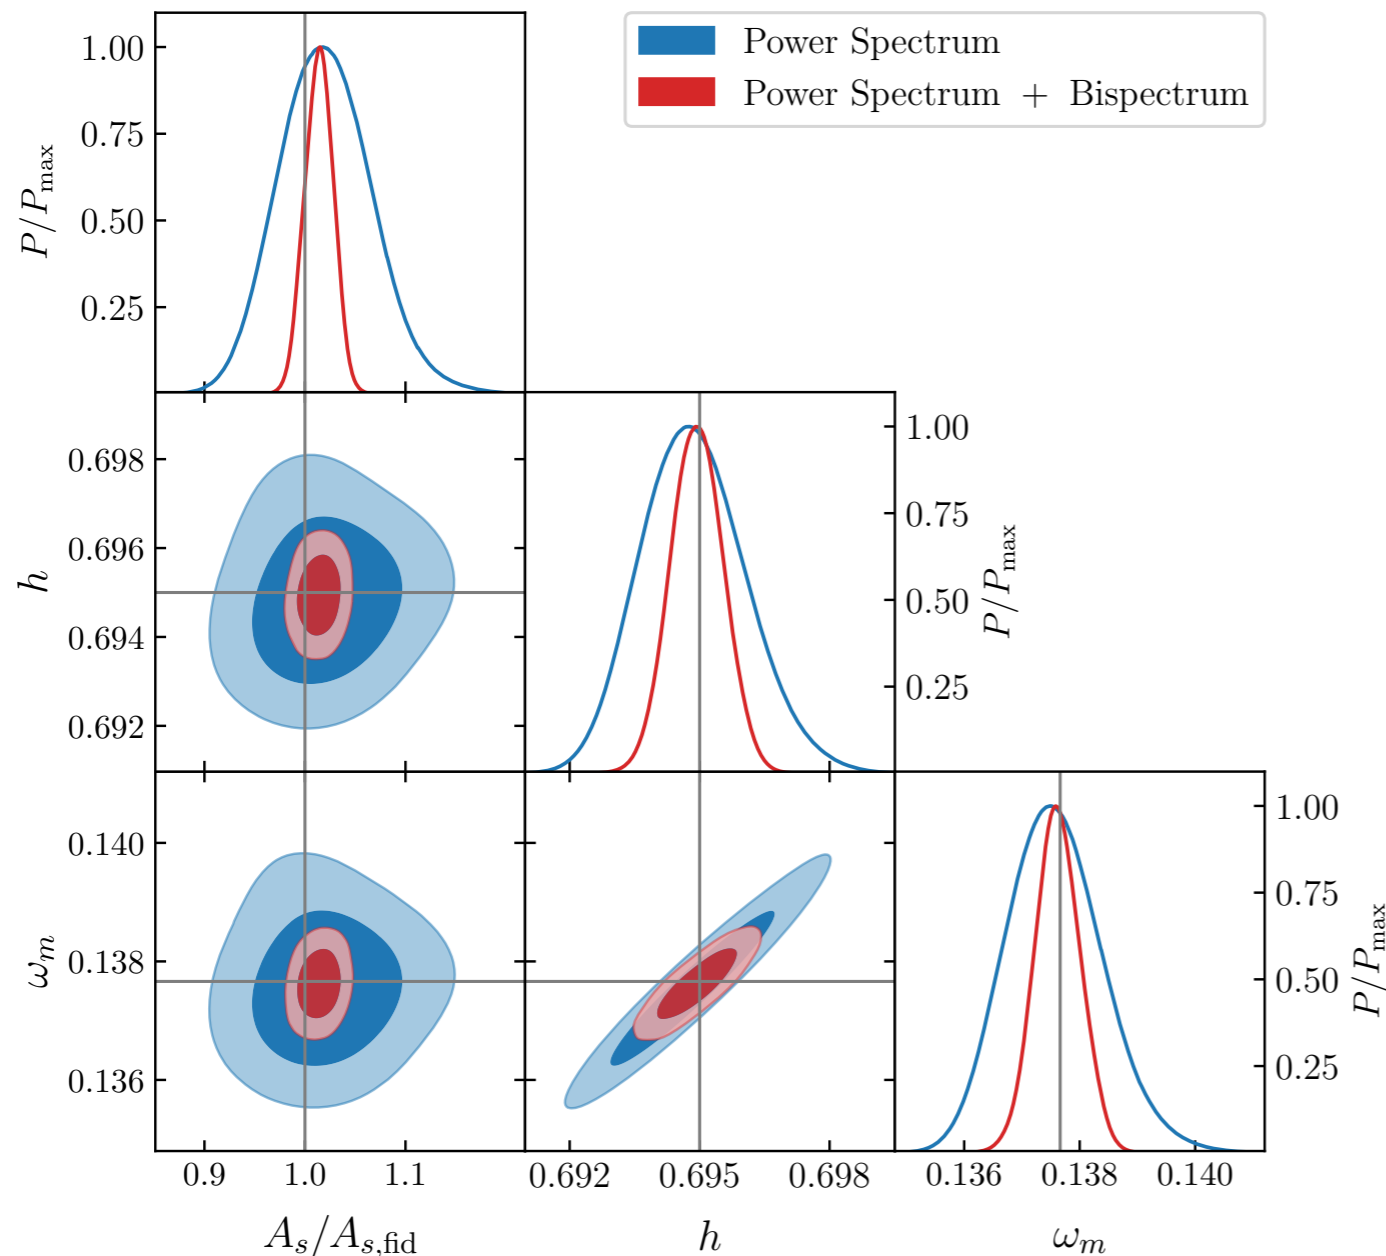 Power Spectrum
Power Spectrum + Bispectrum
1.00
0.75
0.50
0.25
P/P_max
0.698
0.696
0.694
0.692
h
1.00
0.75
0.50
0.25
P/P_max
0.140
0.138
0.136
ω_m
1.00
0.75
0.50
0.25
P/P_max
0.9 1.0 1.1
0.692 0.695 0.698
0.136 0.138 0.140
A_s/A_s,fid
h
ω_m